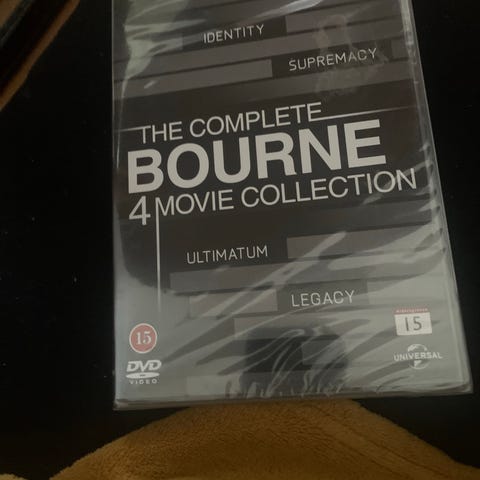 IDENTITY
SUPREMACY
THE COMPLETE
BOURNE
4 MOVIE COLLECTION
ULTIMATUM
LEGACY
15
15
DVD
VIDEO
UNIVERSAL